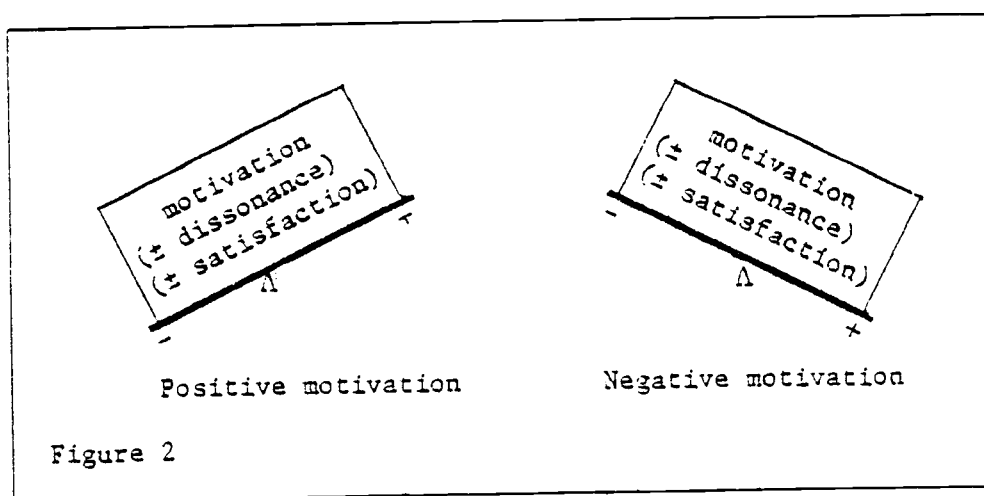 motivation
(± dissonance)
(± satisfaction)
- +
Λ
Positive motivation
motivation
(± dissonance)
(± satisfaction)
- +
Λ
Negative motivation
Figure 2